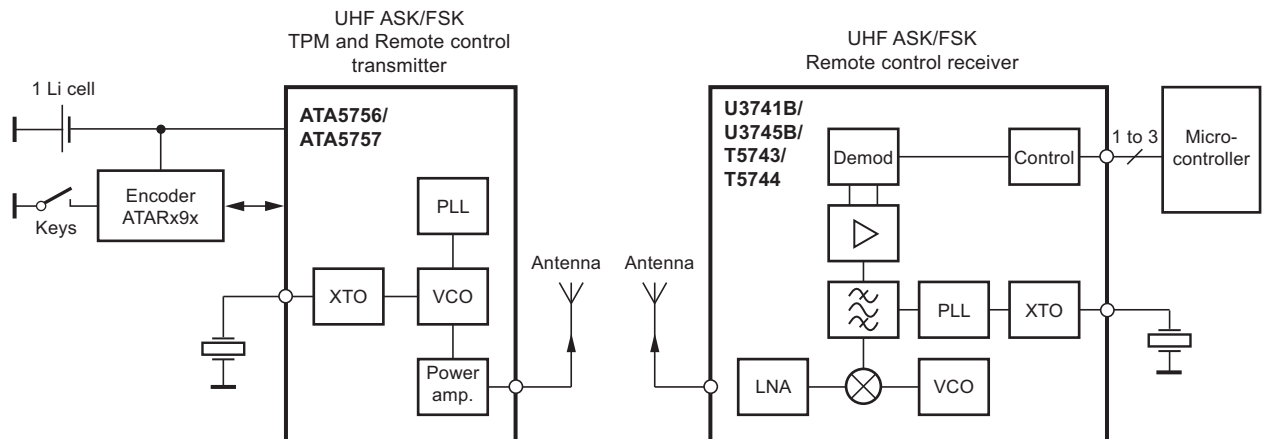 UHF ASK/FSK
TPM and Remote control
transmitter
1 Li cell
ATA5756/
ATA5757
Encoder
ATARx9x
Keys
PLL
XTO
VCO
Power
amp.
Antenna
Antenna
UHF ASK/FSK
Remote control receiver
U3741B/
U3745B/
T5743/
T5744
Demod
Control
1 to 3
Micro-
controller
PLL
XTO
LNA
VCO